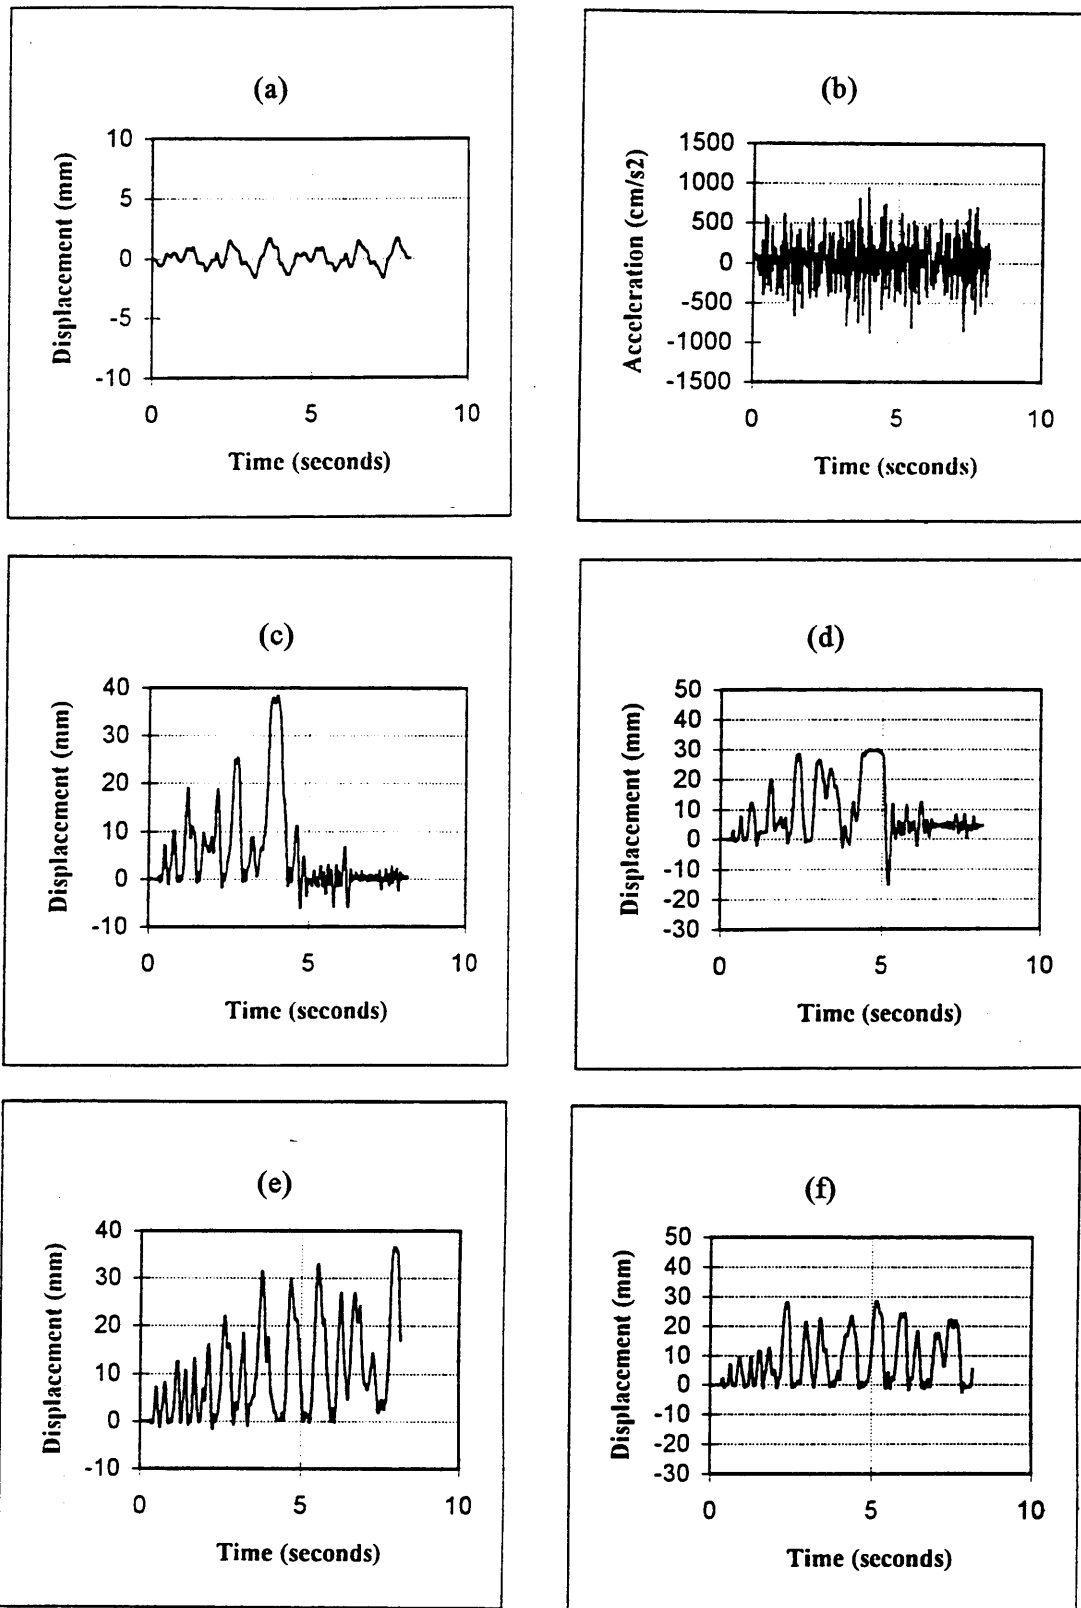 (a)
10
5
0
-5
-10
Displacement (mm)
0 5 10
Time (seconds)
(b)
1500
1000
500
0
-500
-1000
-1500
Acceleration (cm/s2)
0 5 10
Time (seconds)
(c)
40
30
20
10
0
-10
Displacement (mm)
0 5 10
Time (seconds)
(d)
50
40
30
20
10
0
-10
-20
-30
Displacement (mm)
0 5 10
Time (seconds)
(e)
40
30
20
10
0
-10
Displacement (mm)
0 5 10
Time (seconds)
(f)
50
40
30
20
10
0
-10
-20
-30
Displacement (mm)
0 5 10
Time (seconds)